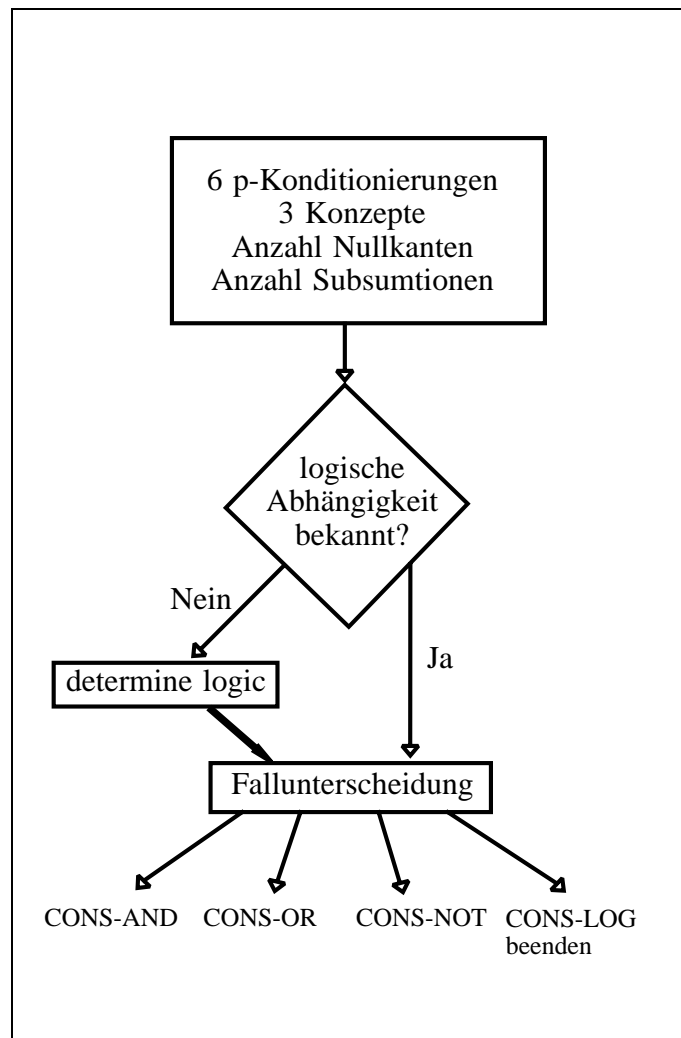 6 p-Konditionierungen
3 Konzepte
Anzahl Nullkanten
Anzahl Subsumtionen
logische
Abhängigkeit
bekannt?
Nein
Ja
determine logic
Fallunterscheidung
CONS-AND
CONS-OR
CONS-NOT
CONS-LOG
beenden